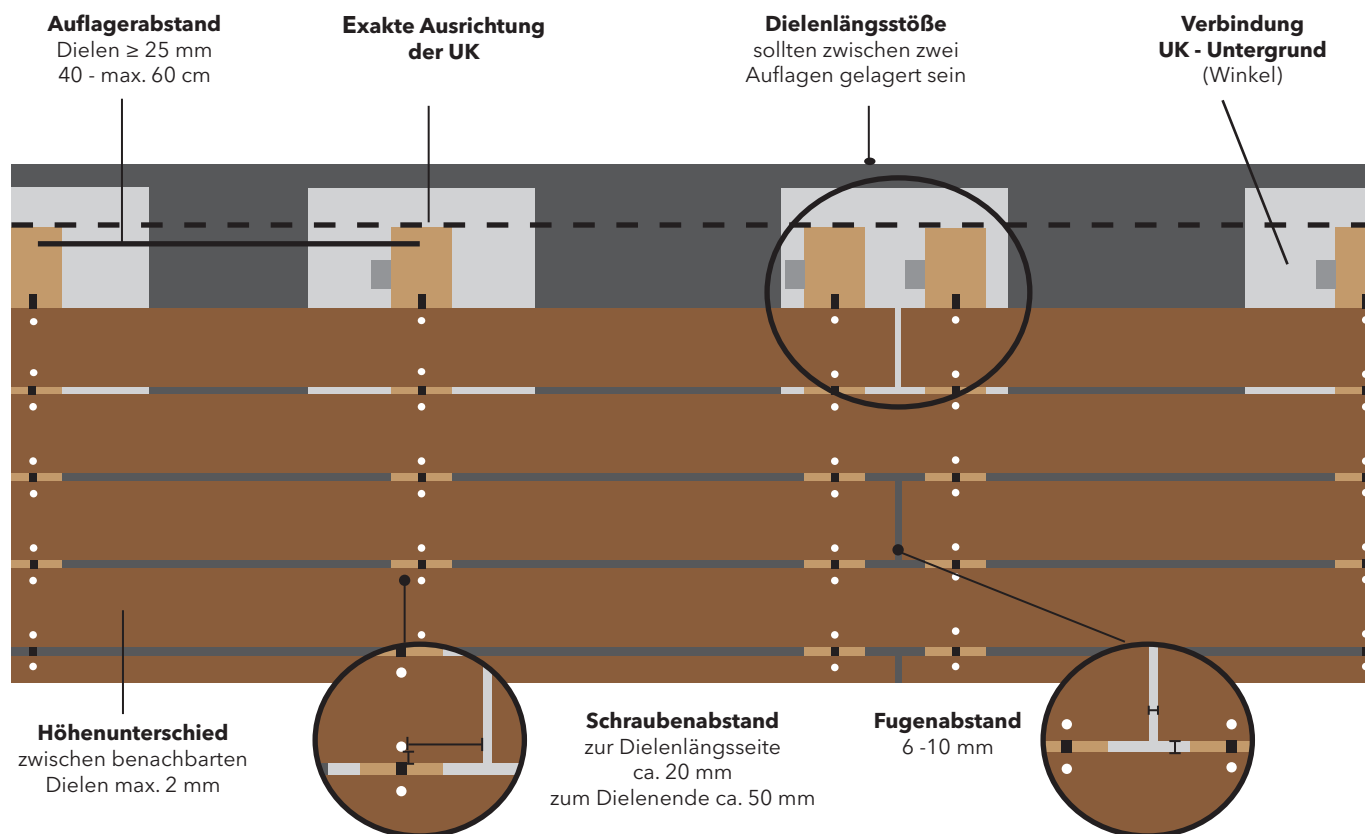 Auflagerabstand
Dielen ≥ 25 mm
40 - max. 60 cm
Exakte Ausrichtung
der UK
Dielenlängsstöße
sollten zwischen zwei
Auflagen gelagert sein
Verbindung
UK - Untergrund
(Winkel)
Höhenunterschied
zwischen benachbarten
Dielen max. 2 mm
Schraubenabstand
zur Dielenlängsseite
ca. 20 mm
zum Dielenende ca. 50 mm
Fugenabstand
6 -10 mm